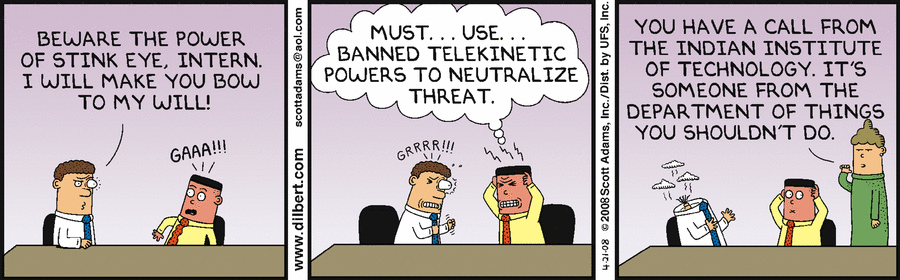 BEWARE THE POWER
OF STINK EYE, INTERN.
I WILL MAKE YOU BOW
TO MY WILL!
GAAA!!!
www.dilbert.com scottadams@aol.com
MUST... USE...
BANNED TELEKINETIC
POWERS TO NEUTRALIZE
THREAT.
GRRRR!!!
4-21-08 © 2008 Scott Adams, Inc./Dist. by UFS, Inc.
YOU HAVE A CALL FROM
THE INDIAN INSTITUTE
OF TECHNOLOGY. IT'S
SOMEONE FROM THE
DEPARTMENT OF THINGS
YOU SHOULDN'T DO.